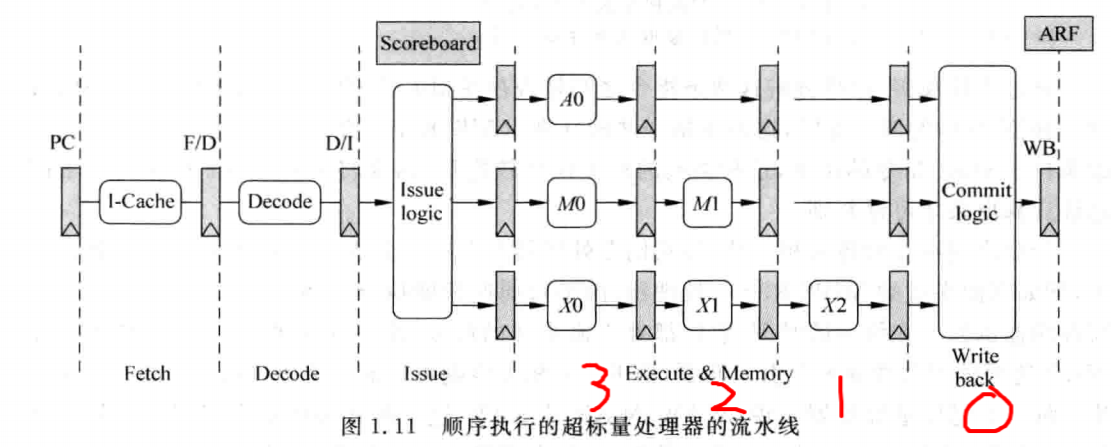 Scoreboard ARF
PC F/D D/I A0 WB
I-Cache Decode Issue logic M0 M1 Commit logic
X0 X1 X2
Fetch Decode Issue Execute & Memory Write back
3 2 1 0
图 1.11 顺序执行的超标量处理器的流水线